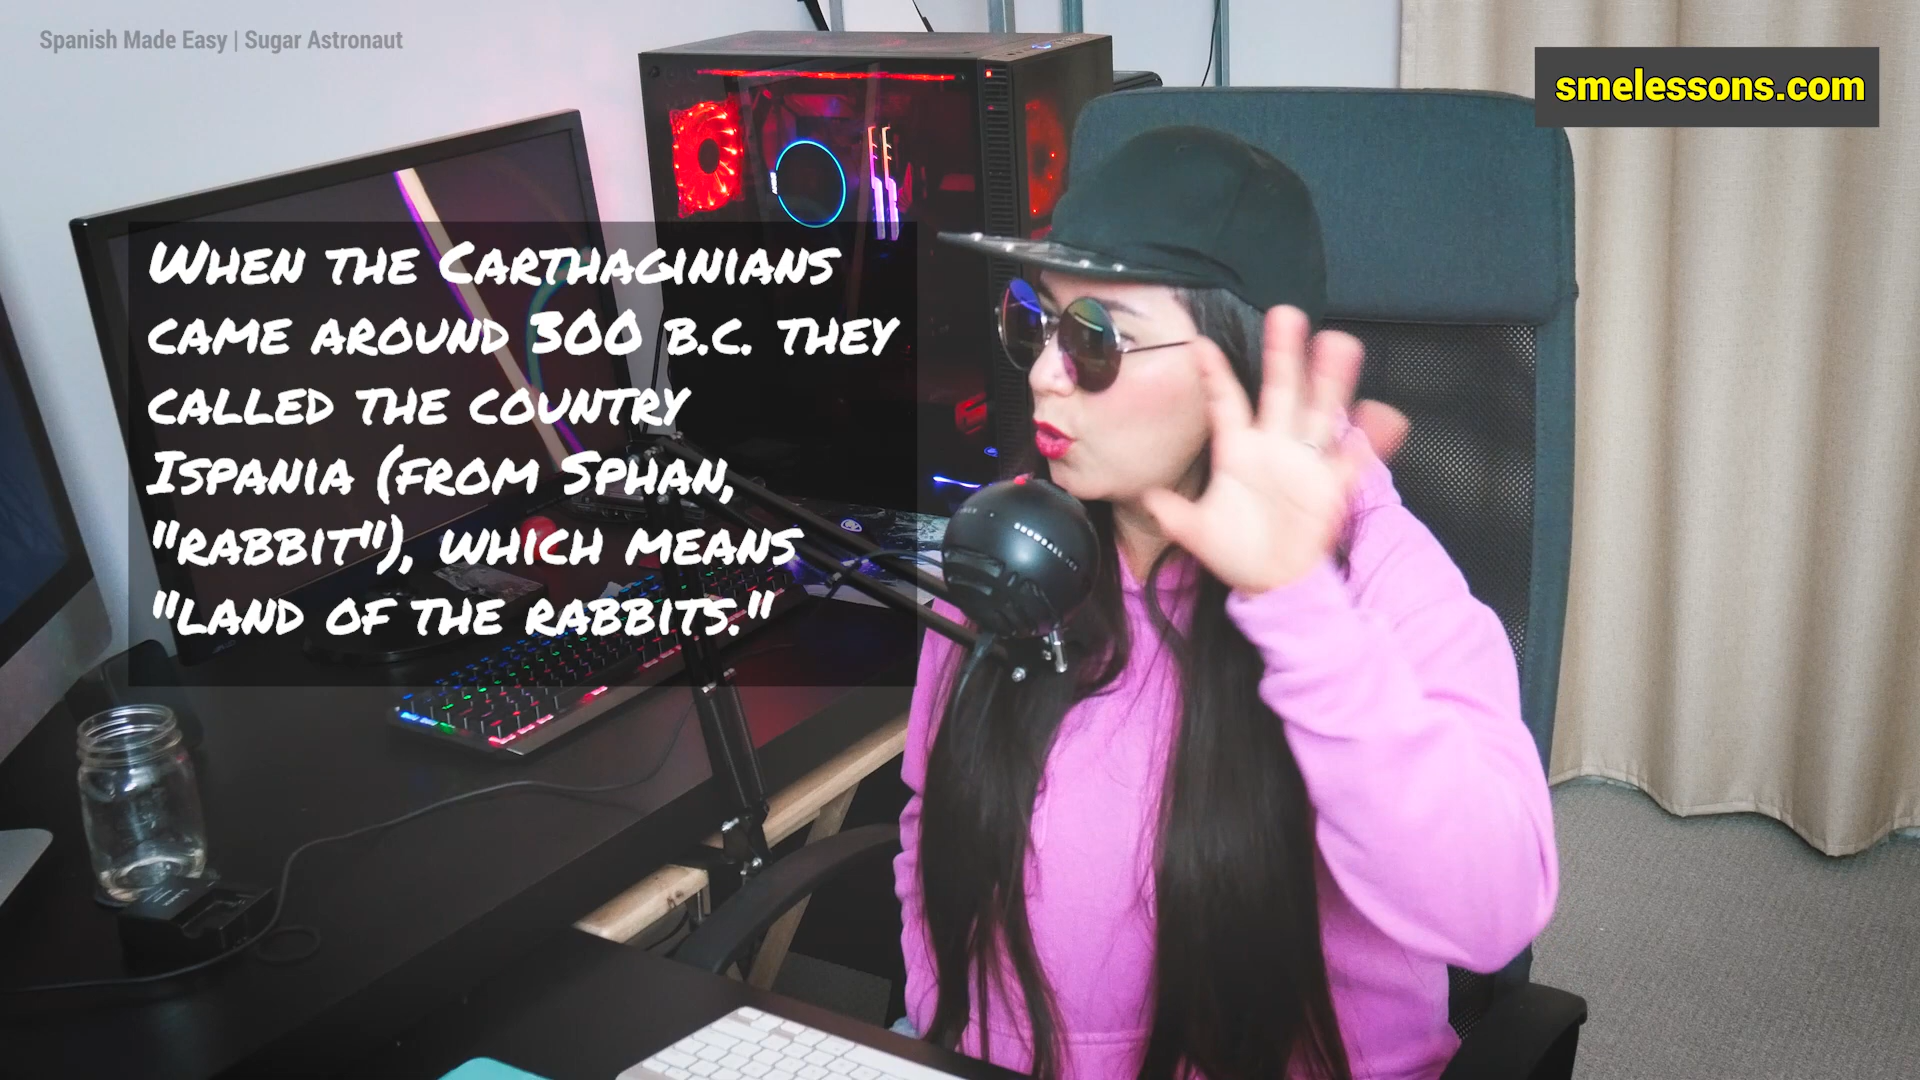 Spanish Made Easy | Sugar Astronaut
smelessons.com
When the Carthaginians
came around 300 b.c. they
called the country
Ispania (from Sphan,
"rabbit"), which means
"land of the rabbits."
SNOWBALL